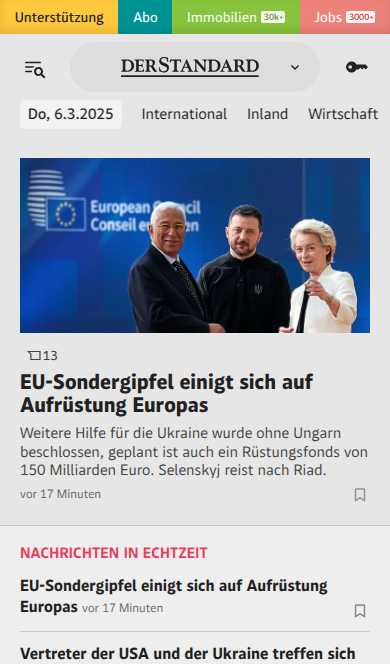 Unterstützung Abo Immobilien 30k+ Jobs 3000+
DERSTANDARD
Do, 6.3.2025 International Inland Wirtschaft
European Council
Conseil européen
13
EU-Sondergipfel einigt sich auf
Aufrüstung Europas
Weitere Hilfe für die Ukraine wurde ohne Ungarn
beschlossen, geplant ist auch ein Rüstungsfonds von
150 Milliarden Euro. Selenskyj reist nach Riad.
vor 17 Minuten
NACHRICHTEN IN ECHTZEIT
EU-Sondergipfel einigt sich auf Aufrüstung
Europas vor 17 Minuten
Vertreter der USA und der Ukraine treffen sich